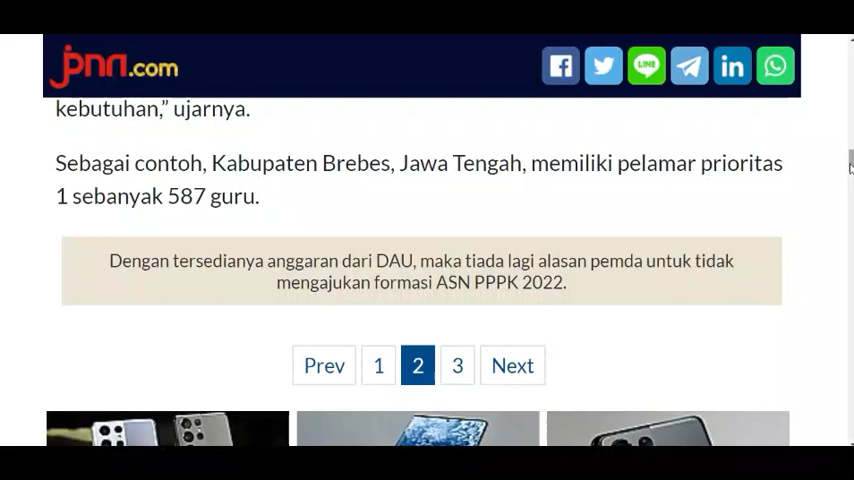 jpnn.com
LINE
kebutuhan,” ujarnya.
Sebagai contoh, Kabupaten Brebes, Jawa Tengah, memiliki pelamar prioritas
1 sebanyak 587 guru.
Dengan tersedianya anggaran dari DAU, maka tiada lagi alasan pemda untuk tidak
mengajukan formasi ASN PPPK 2022.
Prev 1 2 3 Next